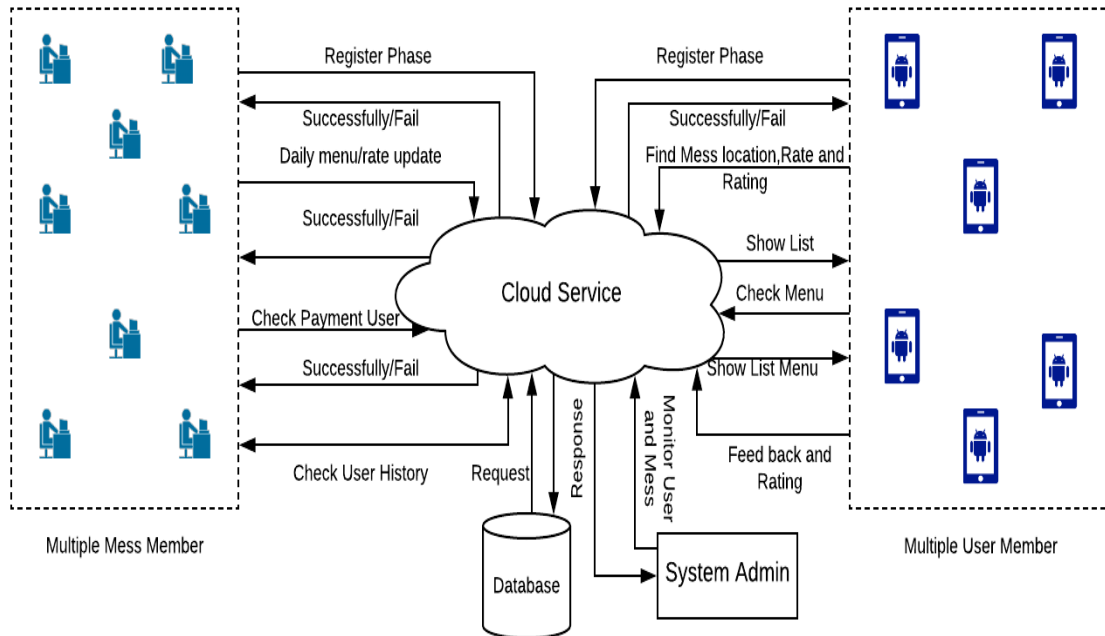 Register Phase
Successfully/Fail
Daily menu/rate update
Successfully/Fail
Check Payment User
Successfully/Fail
Check User History
Multiple Mess Member
Cloud Service
Request
Response
Monitor User
and Mess
Database
System Admin
Register Phase
Successfully/Fail
Find Mess location,Rate and
Rating
Show List
Check Menu
Show List Menu
Feed back and
Rating
Multiple User Member